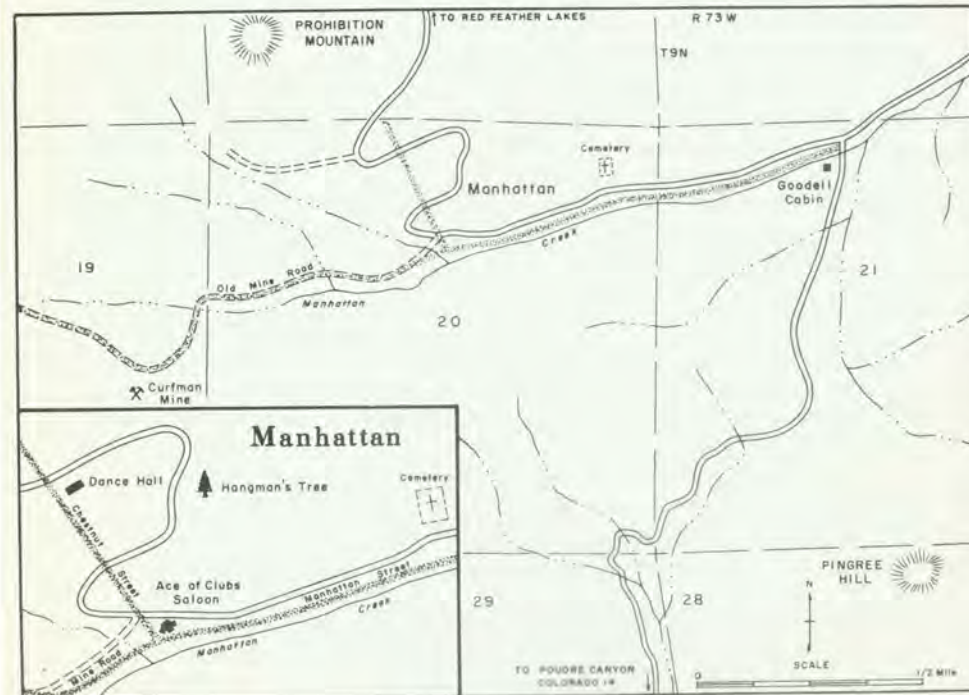 PROHIBITION
MOUNTAIN
TO RED FEATHER LAKES
R 73 W
T9N
Cemetery
Manhattan
Goodell
Cabin
Creek
19
Old Mine Road
Manhattan
20
21
Curfman
Mine
Manhattan
Dance Hall
Hangman's Tree
Cemetery
Chestnut
Street
Ace of Clubs
Saloon
Manhattan Street
Creek
Manhattan
Mine Road
29
28
PINGREE
HILL
N
SCALE
0
1/2 Mile
TO POUDRE CANYON
COLORADO 14